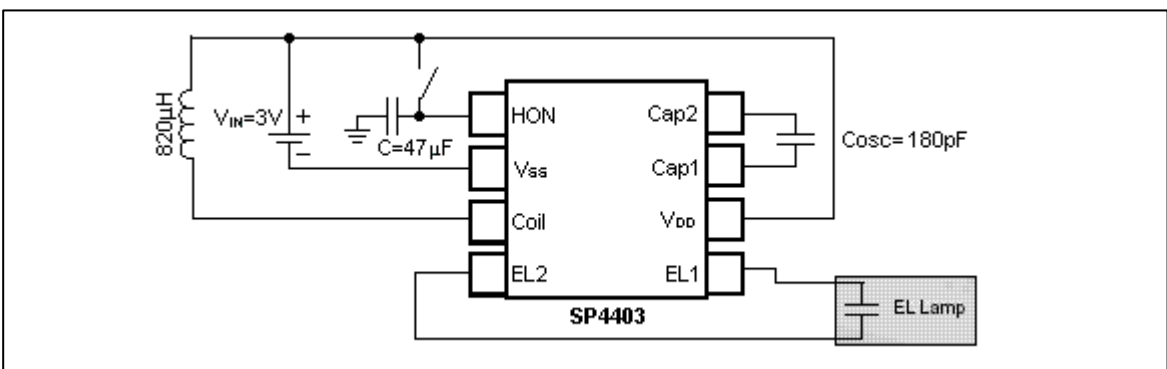 820µH
VIN=3V
+
−
C=47µF
HON
Vss
Coil
EL2
Cap2
Cap1
VDD
EL1
Cosc= 180pF
EL Lamp
SP4403